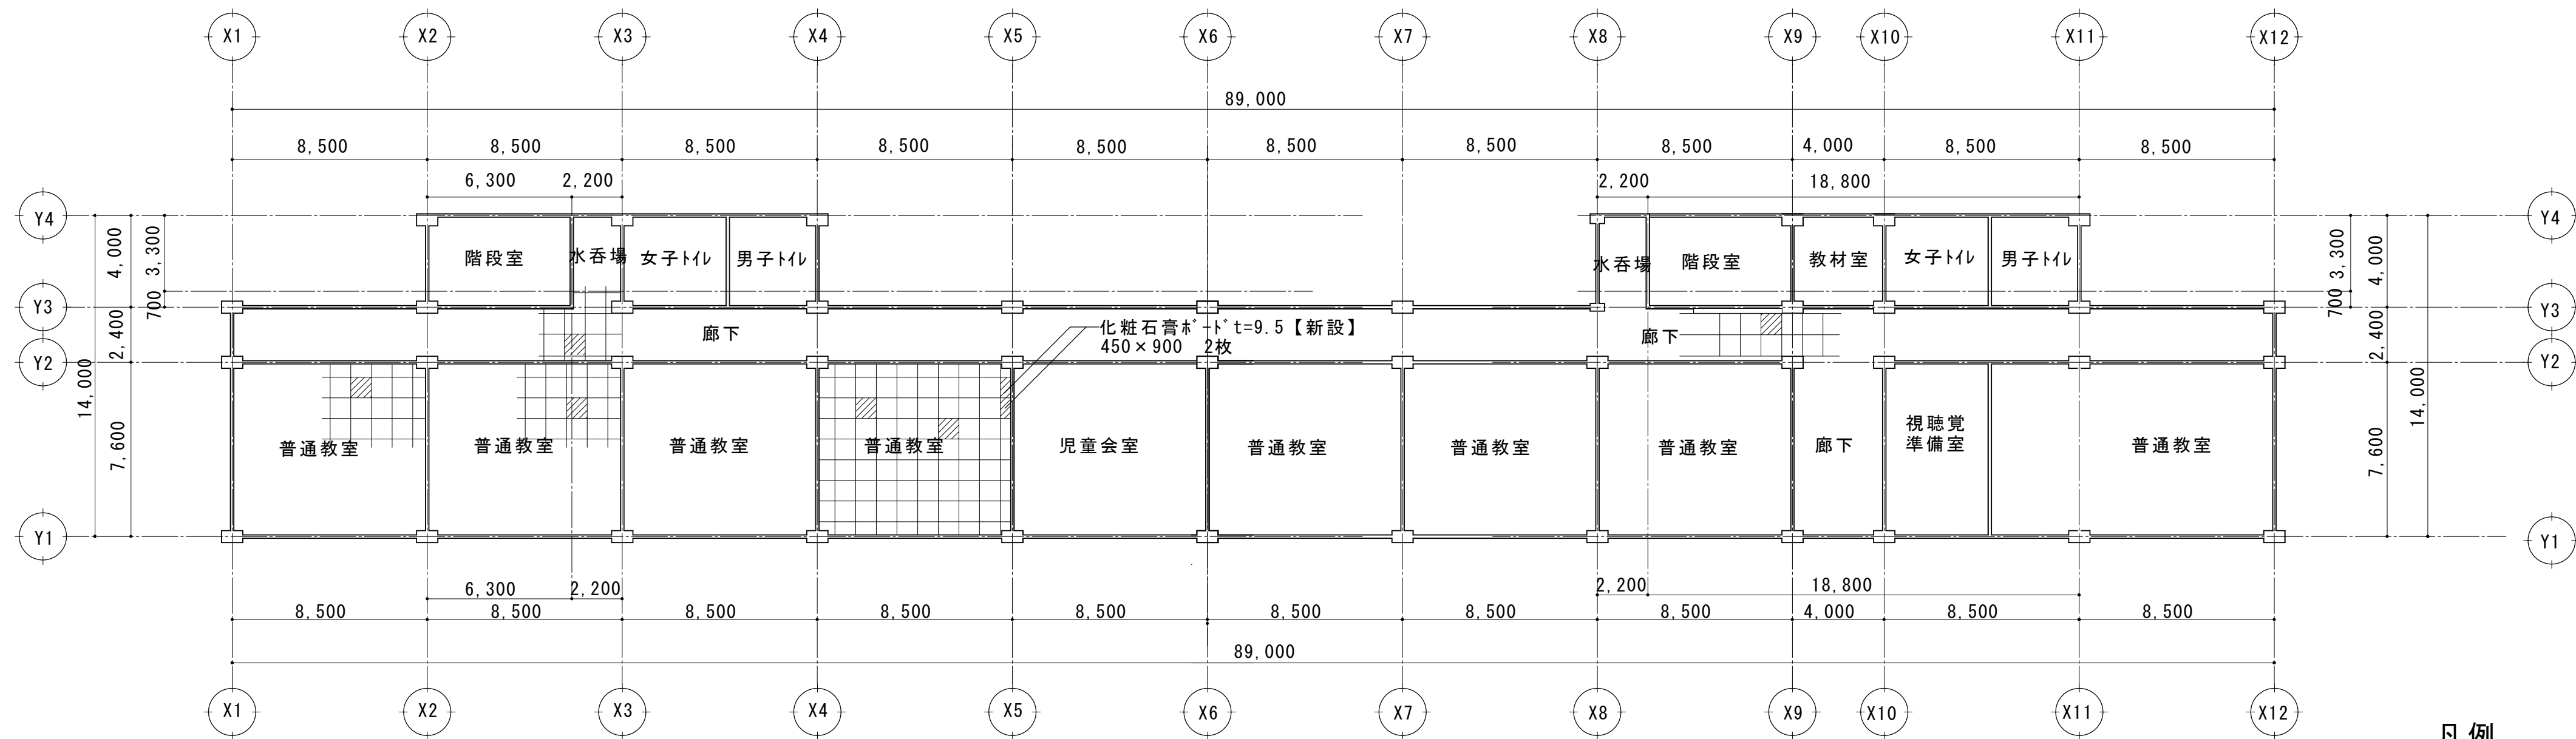 X1 X2 X3 X4 X5 X6 X7 X8 X9 X10 X11 X12
89,000
8,500 8,500 8,500 8,500 8,500 8,500 8,500 8,500 4,000 8,500 8,500
6,300 2,200 2,200 18,800
Y4 Y4
4,000 3,300 3,300 4,000
階段室 水呑場 女子ﾄｲﾚ 男子ﾄｲﾚ 水呑場 階段室 教材室 女子ﾄｲﾚ 男子ﾄｲﾚ
700 700
Y3 Y3
2,400 2,400
廊下 廊下
化粧石膏ﾎﾞｰﾄﾞt=9.5【新設】
450×900 2枚
Y2 Y2
14,000 14,000
7,600 7,600
普通教室 普通教室 普通教室 普通教室 児童会室 普通教室 普通教室 普通教室 廊下 視聴覚 普通教室
準備室
Y1 Y1
6,300 2,200 2,200 18,800
8,500 8,500 8,500 8,500 8,500 8,500 8,500 8,500 4,000 8,500 8,500
89,000
X1 X2 X3 X4 X5 X6 X7 X8 X9 X10 X11 X12
凡例